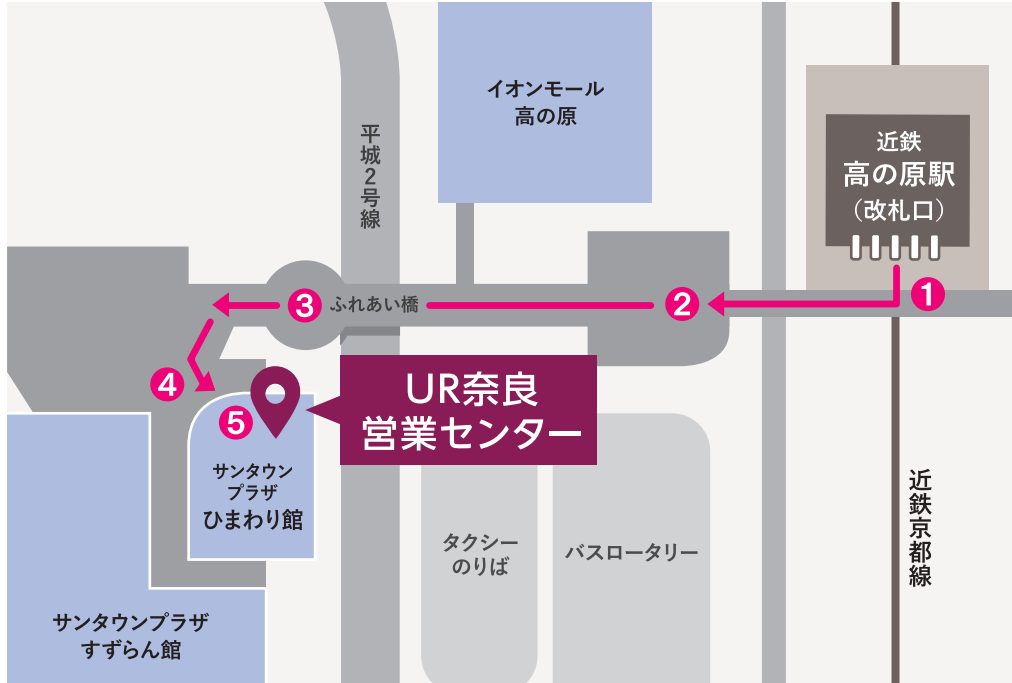 イオンモール
高の原
近鉄
高の原駅
（改札口）
平城2号線
1
2
ふれあい橋
3
4
5
UR奈良
営業センター
サンタウン
プラザ
ひまわり館
タクシー
のりば
バスロータリー
近鉄京都線
サンタウンプラザ
すずらん館